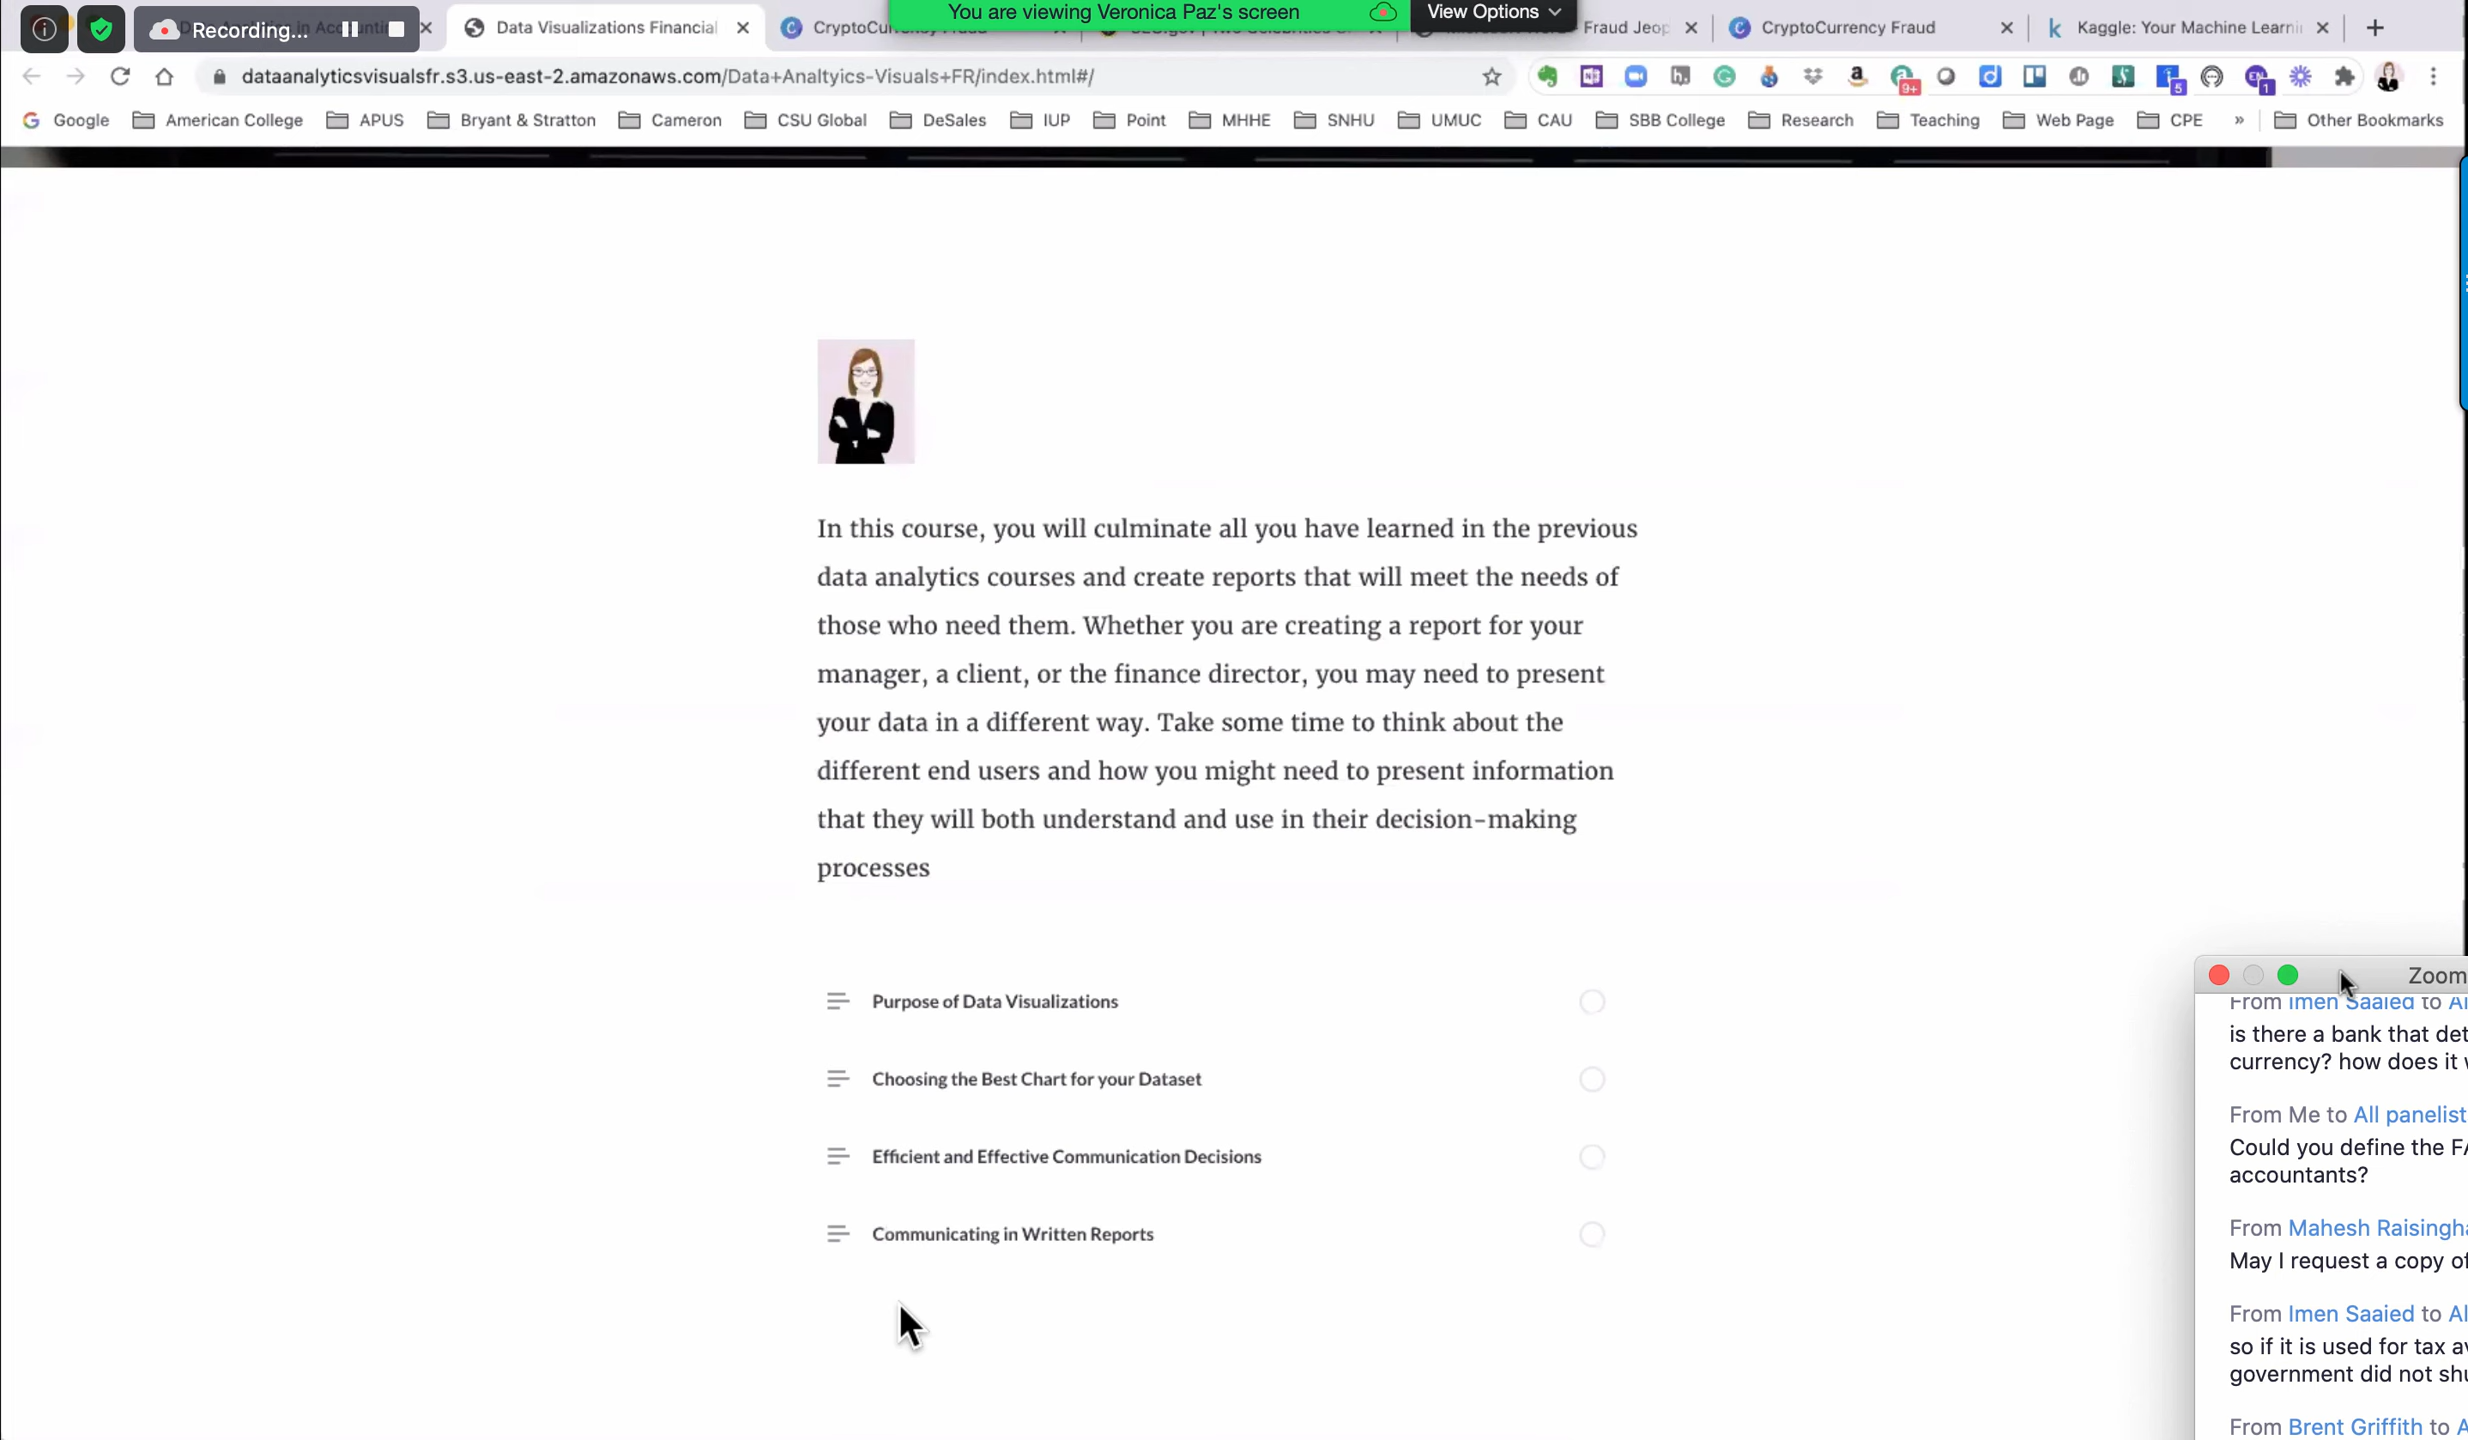 You are viewing Veronica Paz's screen
View Options
Recording...
Data Visualizations Financial
Fraud Jeop
CryptoCurrency Fraud
Kaggle: Your Machine Learni
dataanalyticsvisualsfr.s3.us-east-2.amazonaws.com/Data+Analtyics-Visuals+FR/index.html#/
9+
5
1
Google
American College
APUS
Bryant & Stratton
Cameron
CSU Global
DeSales
IUP
Point
MHHE
SNHU
UMUC
CAU
SBB College
Research
Teaching
Web Page
CPE
»
Other Bookmarks
In this course, you will culminate all you have learned in the previous
data analytics courses and create reports that will meet the needs of
those who need them. Whether you are creating a report for your
manager, a client, or the finance director, you may need to present
your data in a different way. Take some time to think about the
different end users and how you might need to present information
that they will both understand and use in their decision-making
processes
Purpose of Data Visualizations
Choosing the Best Chart for your Dataset
Efficient and Effective Communication Decisions
Communicating in Written Reports
Zoom
From Imen Saaied to
is there a bank that det
currency? how does it
From Me to All panelist
Could you define the FA
accountants?
From Mahesh Raisingh
May I request a copy of
From Imen Saaied to Al
so if it is used for tax av
government did not shu
From Brent Griffith to A